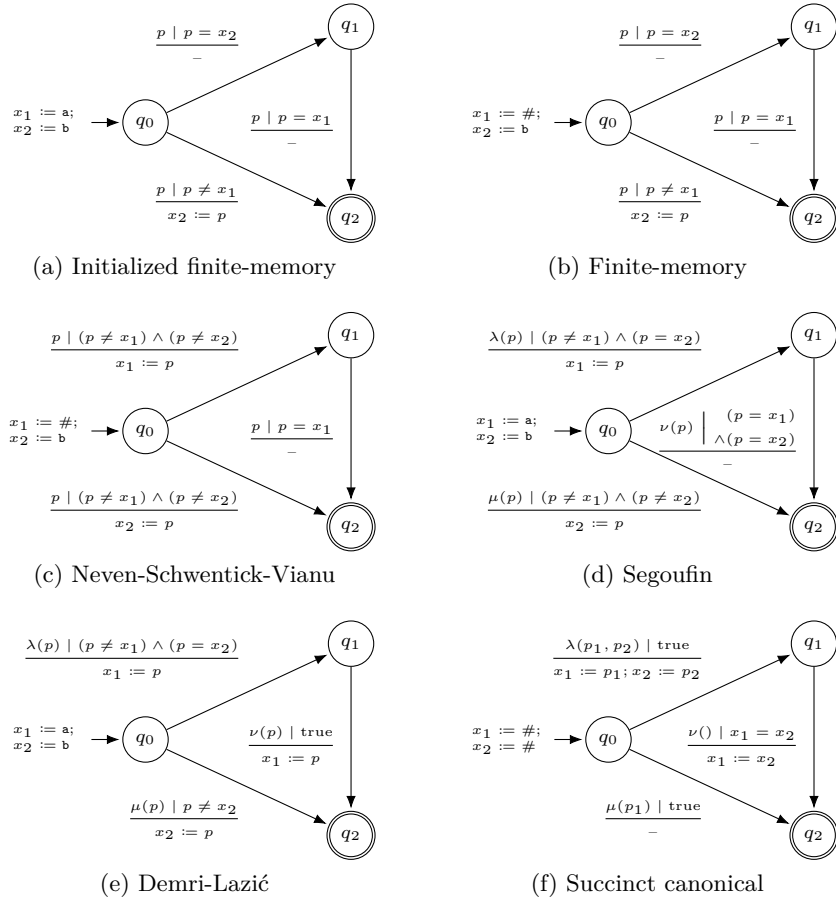 p | p = x₂
–
q₁
x₁ := a;
x₂ := b
q₀
p | p = x₁
–
p | p ≠ x₁
x₂ := p
q₂
(a) Initialized finite-memory
p | p = x₂
–
q₁
x₁ := #;
x₂ := b
q₀
p | p = x₁
–
p | p ≠ x₁
x₂ := p
q₂
(b) Finite-memory
p | (p ≠ x₁) ∧ (p ≠ x₂)
x₁ := p
q₁
x₁ := #;
x₂ := b
q₀
p | p = x₁
–
p | (p ≠ x₁) ∧ (p ≠ x₂)
x₂ := p
q₂
(c) Neven-Schwentick-Vianu
λ(p) | (p ≠ x₁) ∧ (p = x₂)
x₁ := p
q₁
x₁ := a;
x₂ := b
q₀
ν(p) | (p = x₁)
∧(p = x₂)
–
μ(p) | (p ≠ x₁) ∧ (p ≠ x₂)
x₂ := p
q₂
(d) Segoufin
λ(p) | (p ≠ x₁) ∧ (p = x₂)
x₁ := p
q₁
x₁ := a;
x₂ := b
q₀
ν(p) | true
x₁ := p
μ(p) | p ≠ x₂
x₂ := p
q₂
(e) Demri-Lazić
λ(p₁, p₂) | true
x₁ := p₁; x₂ := p₂
q₁
x₁ := #;
x₂ := #
q₀
ν() | x₁ = x₂
x₁ := x₂
μ(p₁) | true
–
q₂
(f) Succinct canonical